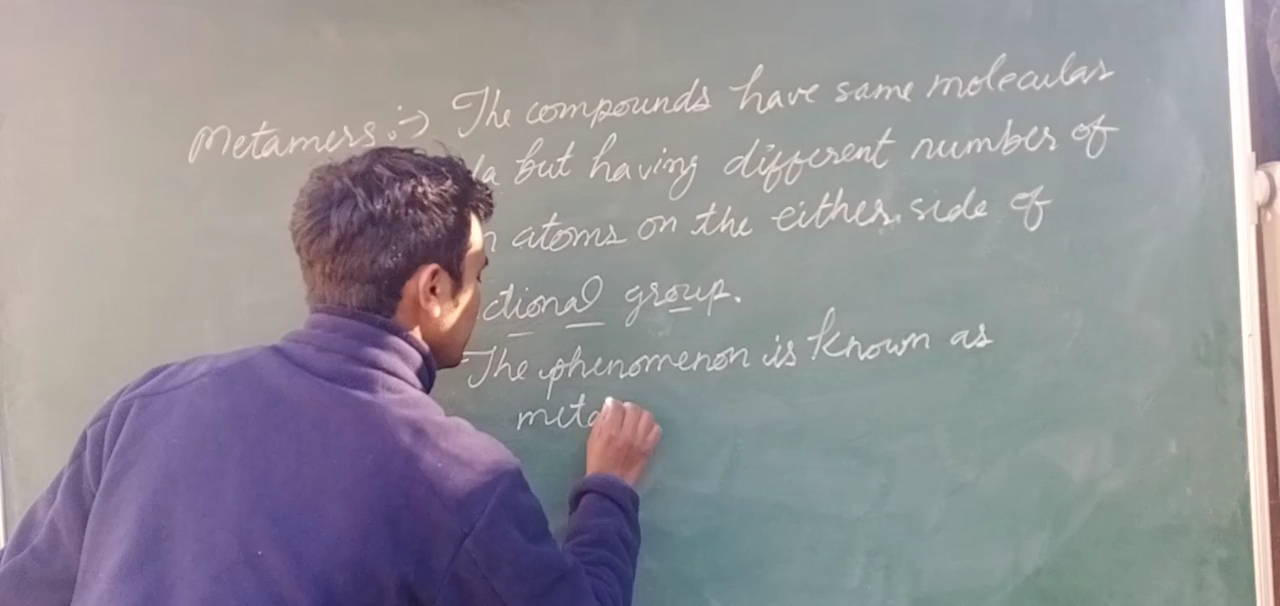 Metamers :-> The compounds have same molecular
but having different number of
atoms on the either side of
ctional group.
The phenomenon is known as
meta